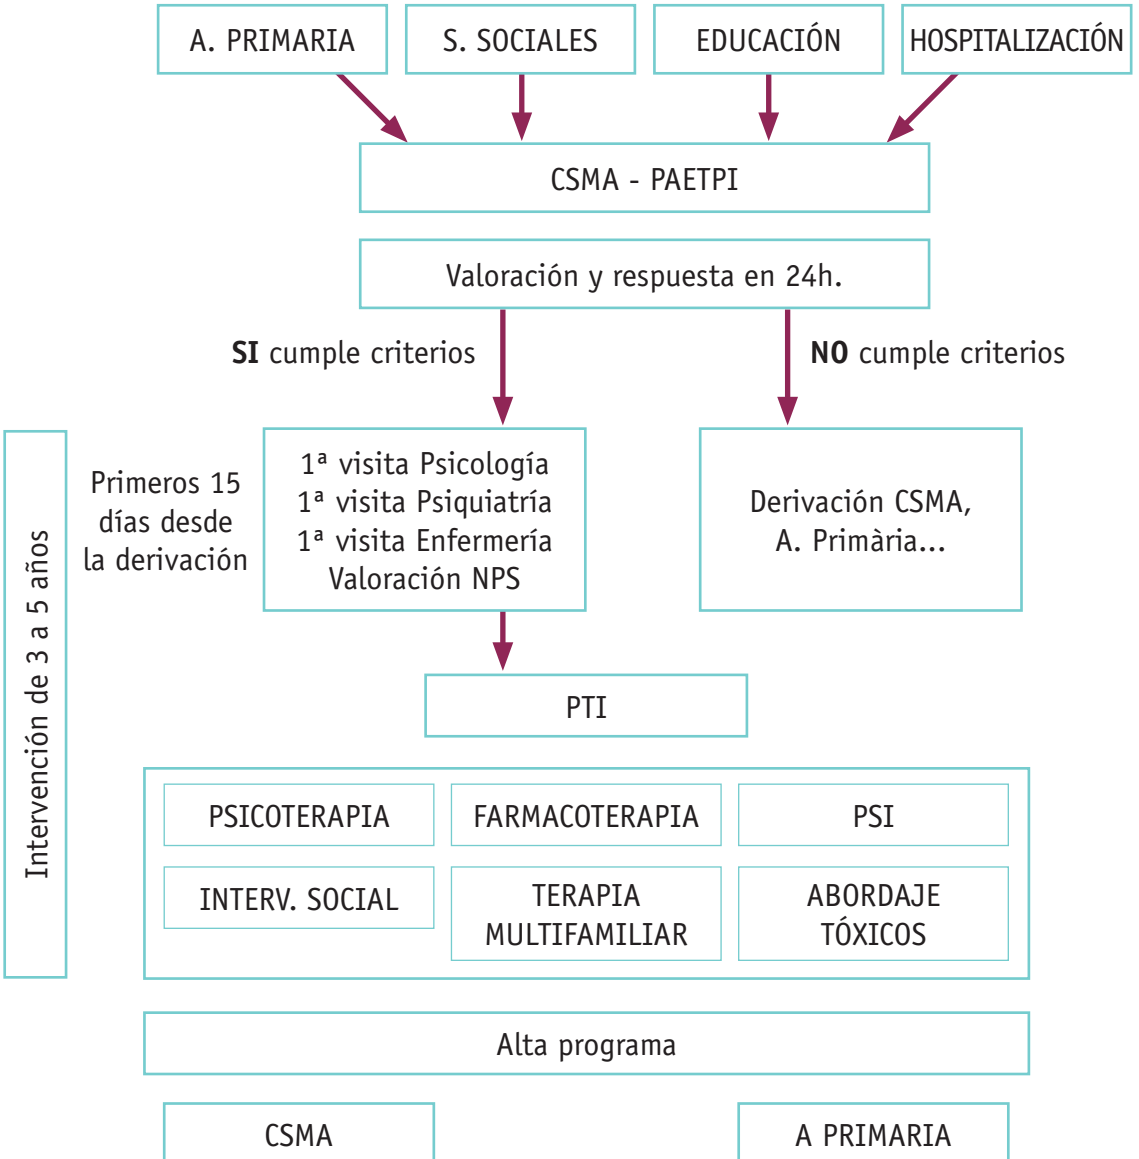 A. PRIMARIA
S. SOCIALES
EDUCACIÓN
HOSPITALIZACIÓN
CSMA - PAETPI
Valoración y respuesta en 24h.
SI cumple criterios
NO cumple criterios
Intervención de 3 a 5 años
Primeros 15
días desde
la derivación
1ª visita Psicología
1ª visita Psiquiatría
1ª visita Enfermería
Valoración NPS
Derivación CSMA,
A. Primària...
PTI
PSICOTERAPIA
FARMACOTERAPIA
PSI
INTERV. SOCIAL
TERAPIA
MULTIFAMILIAR
ABORDAJE
TÓXICOS
Alta programa
CSMA
A PRIMARIA